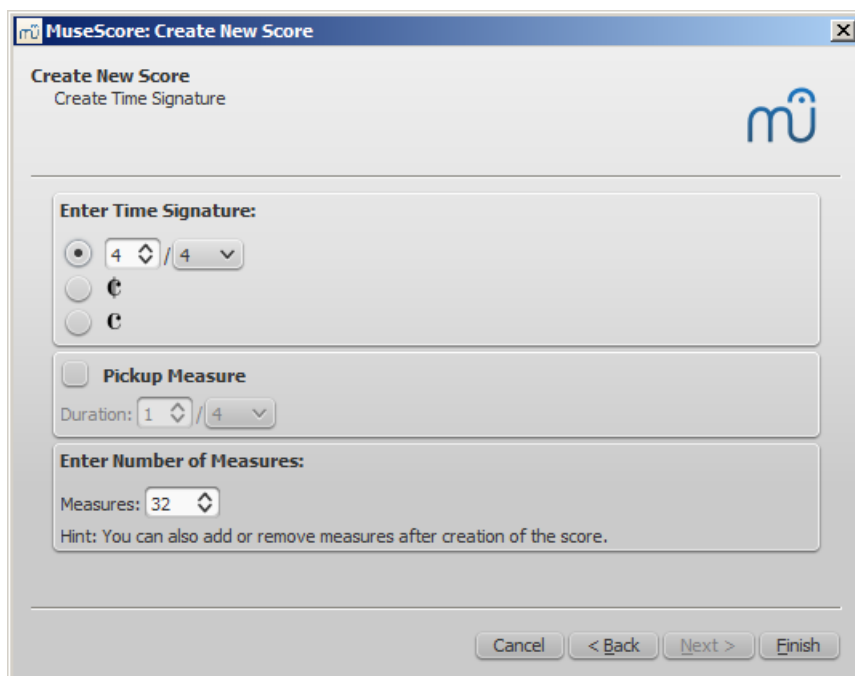 MuseScore: Create New Score
Create New Score
Create Time Signature
Enter Time Signature:
4 / 4
¢
C
Pickup Measure
Duration: 1 / 4
Enter Number of Measures:
Measures: 32
Hint: You can also add or remove measures after creation of the score.
Cancel < Back Next > Finish